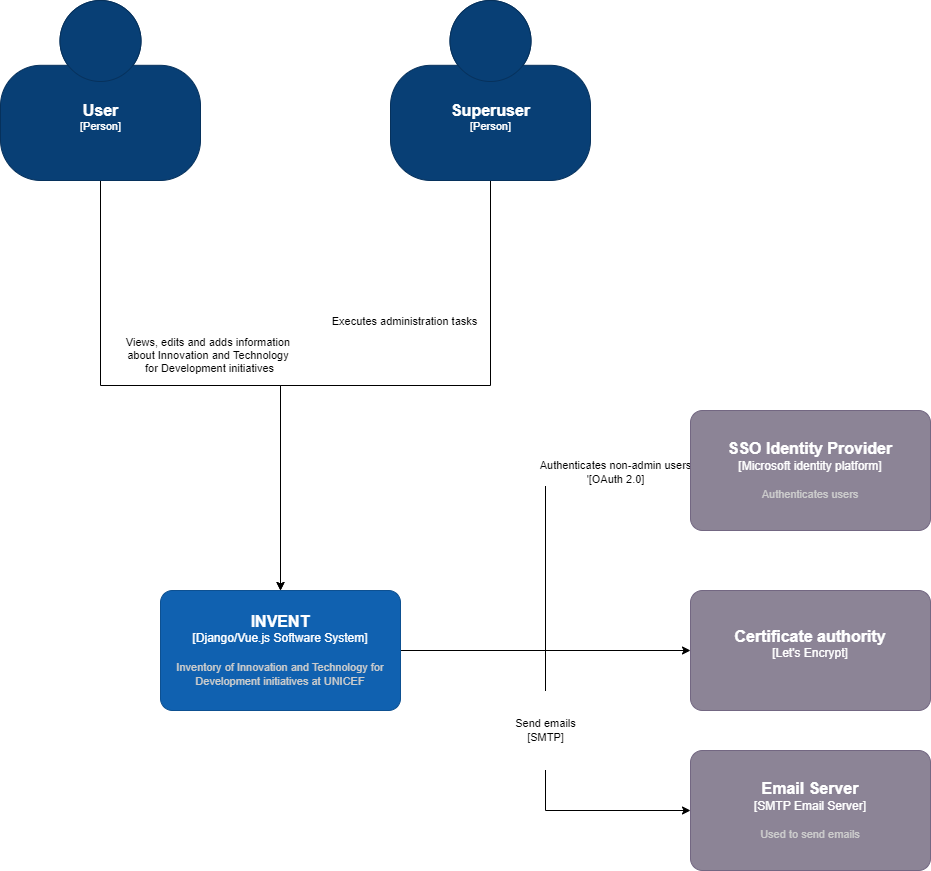 User
[Person]
Superuser
[Person]
Executes administration tasks
Views, edits and adds information
about Innovation and Technology
for Development initiatives
Authenticates non-admin users
'[OAuth 2.0]
SSO Identity Provider
[Microsoft identity platform]
Authenticates users
INVENT
[Django/Vue.js Software System]
Inventory of Innovation and Technology for
Development initiatives at UNICEF
Certificate authority
[Let's Encrypt]
Send emails
[SMTP]
Email Server
[SMTP Email Server]
Used to send emails